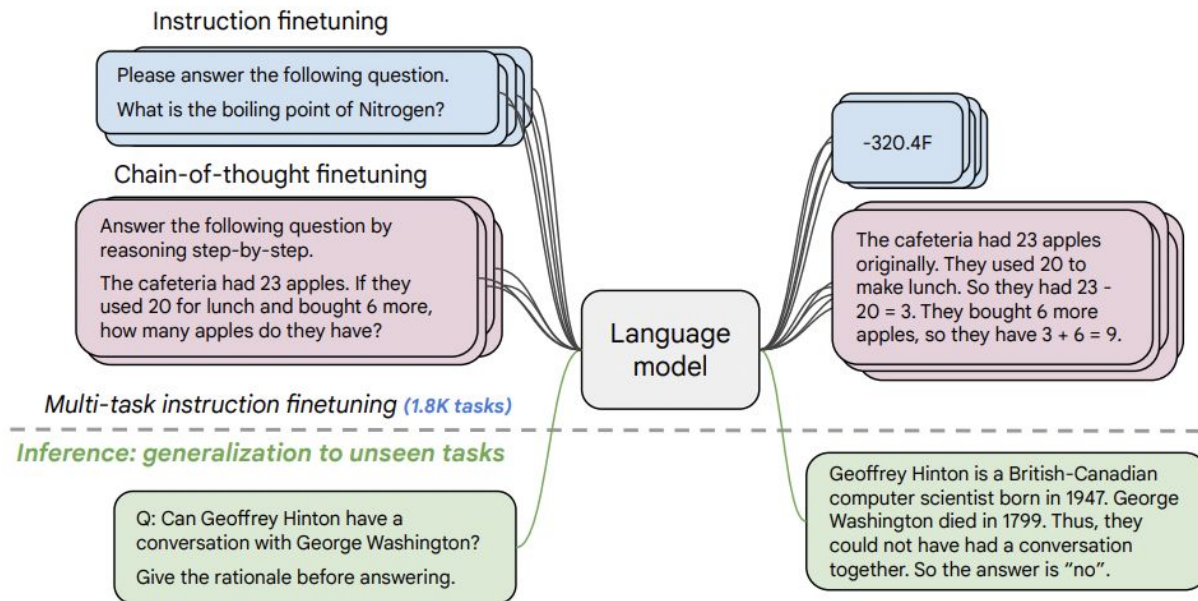 Instruction finetuning
Please answer the following question.
What is the boiling point of Nitrogen?
-320.4F
Chain-of-thought finetuning
Answer the following question by
reasoning step-by-step.
The cafeteria had 23 apples. If they
used 20 for lunch and bought 6 more,
how many apples do they have?
Language
model
The cafeteria had 23 apples
originally. They used 20 to
make lunch. So they had 23 -
20 = 3. They bought 6 more
apples, so they have 3 + 6 = 9.
Multi-task instruction finetuning (1.8K tasks)
Inference: generalization to unseen tasks
Q: Can Geoffrey Hinton have a
conversation with George Washington?
Give the rationale before answering.
Geoffrey Hinton is a British-Canadian
computer scientist born in 1947. George
Washington died in 1799. Thus, they
could not have had a conversation
together. So the answer is “no”.